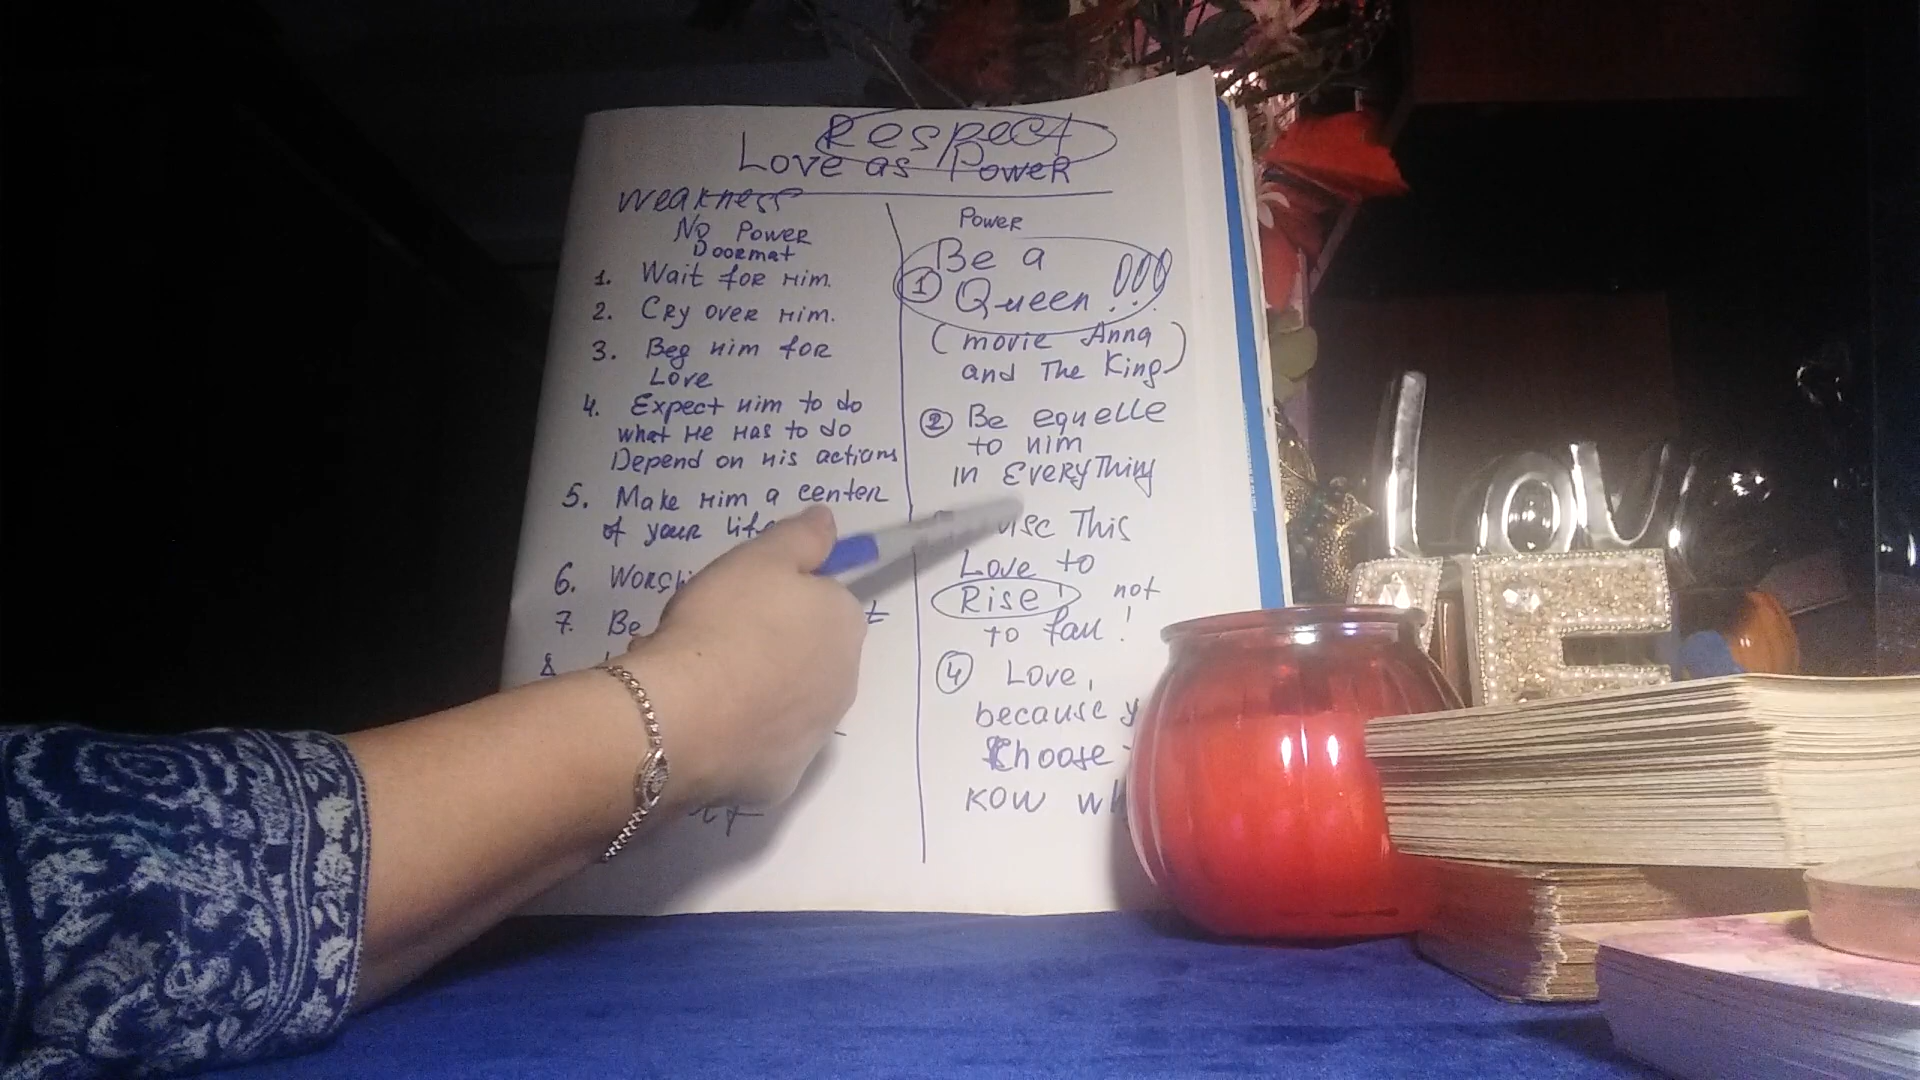 Respect
Love as Power
Weakness
No Power
Doormat
1. Wait for him.
2. Cry over him.
3. Beg him for
Love
4. Expect him to do
what He Has to do
Depend on his actions
5. Make Him a center
of your life
6.
7. Be
8
Power
Be a
1 Queen!!!
(movie Anna
and The King)
2 Be equelle
to him
in EveryThing
use This
Love to
Rise! not
to fall!
4 Love,
because
Choose
kow
LOVE